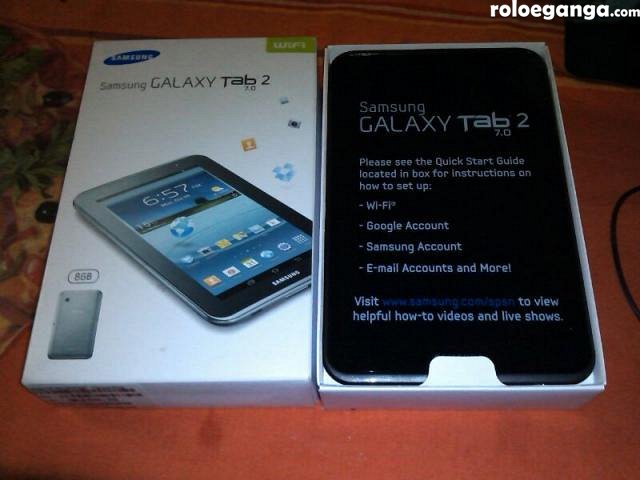 roloeganga.com
SAMSUNG
WiFi
Samsung GALAXY Tab 2
7.0
6:57
SAMSUNG
8GB
Samsung
GALAXY Tab 2
7.0
Please see the Quick Start Guide
located in box for instructions on
how to set up:
- Wi-Fi®
- Google Account
- Samsung Account
- E-mail Accounts and More!
Visit www.samsung.com/spsn to view
helpful how-to videos and live shows.